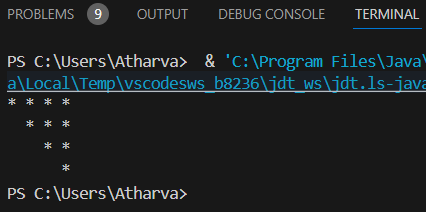 PROBLEMS 9 OUTPUT DEBUG CONSOLE TERMINAL
PS C:\Users\Atharva>  & 'C:\Program Files\Java\
a\Local\Temp\vscodesws_b8236\jdt_ws\jdt.ls-java
* * * *
  * * *
    * *
      *
PS C:\Users\Atharva>